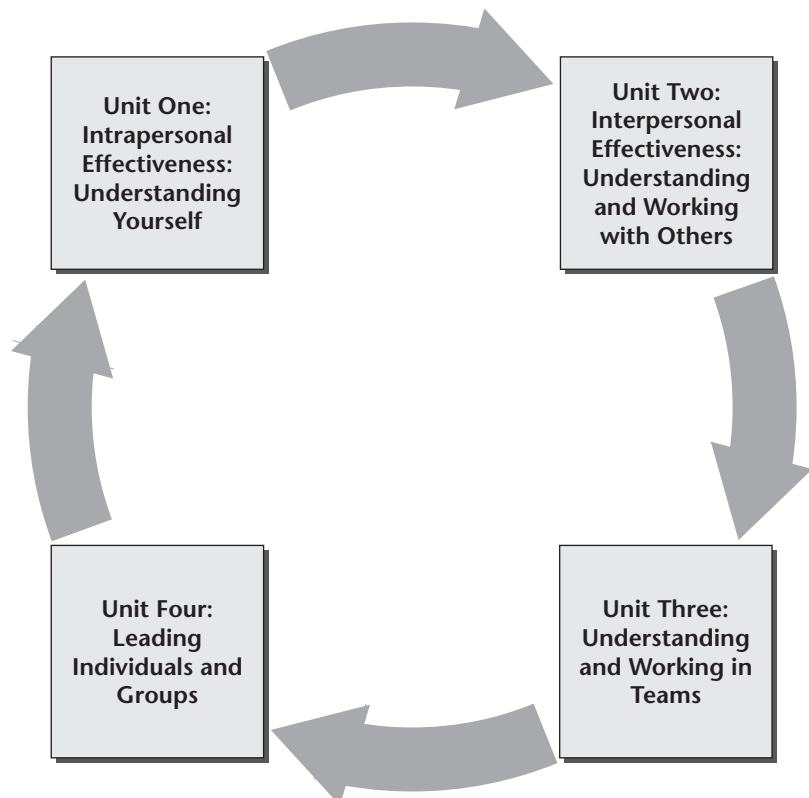 Unit One:
Intrapersonal
Effectiveness:
Understanding
Yourself
Unit Two:
Interpersonal
Effectiveness:
Understanding
and Working
with Others
Unit Three:
Understanding
and Working in
Teams
Unit Four:
Leading
Individuals and
Groups